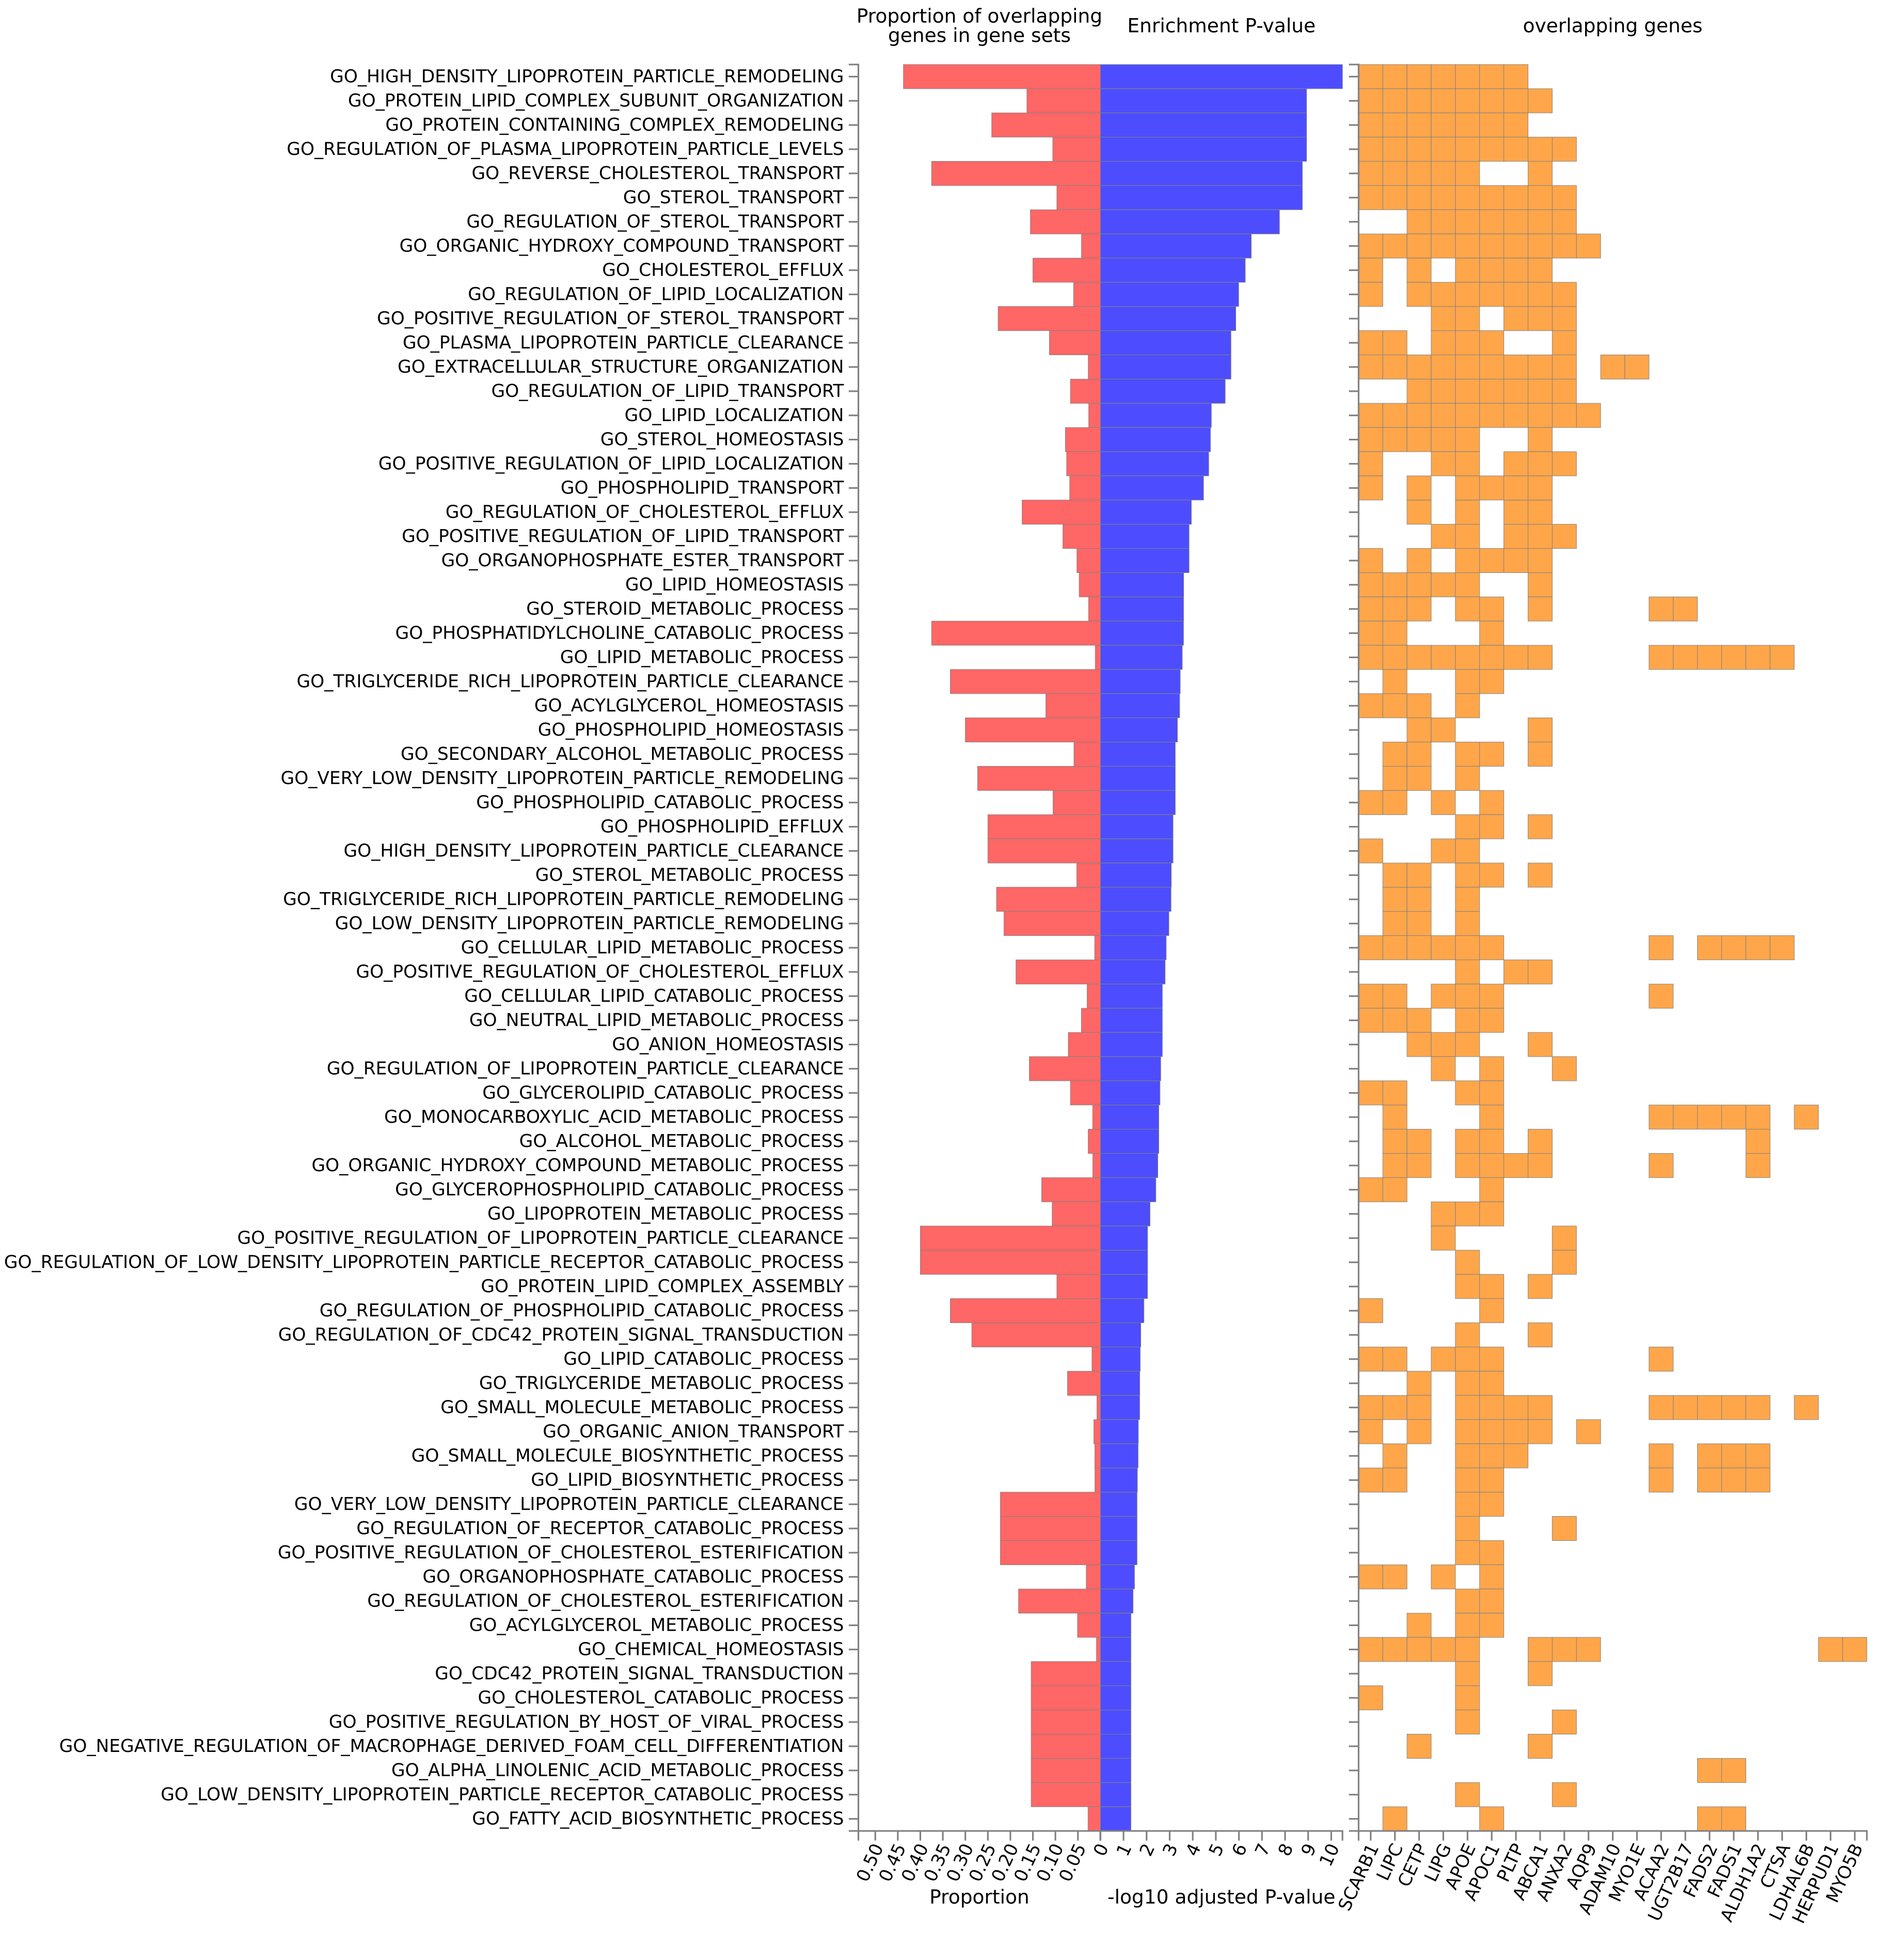 Proportion of overlapping
genes in gene sets
Enrichment P-value
overlapping genes
GO_HIGH_DENSITY_LIPOPROTEIN_PARTICLE_REMODELING
GO_PROTEIN_LIPID_COMPLEX_SUBUNIT_ORGANIZATION
GO_PROTEIN_CONTAINING_COMPLEX_REMODELING
GO_REGULATION_OF_PLASMA_LIPOPROTEIN_PARTICLE_LEVELS
GO_REVERSE_CHOLESTEROL_TRANSPORT
GO_STEROL_TRANSPORT
GO_REGULATION_OF_STEROL_TRANSPORT
GO_ORGANIC_HYDROXY_COMPOUND_TRANSPORT
GO_CHOLESTEROL_EFFLUX
GO_REGULATION_OF_LIPID_LOCALIZATION
GO_POSITIVE_REGULATION_OF_STEROL_TRANSPORT
GO_PLASMA_LIPOPROTEIN_PARTICLE_CLEARANCE
GO_EXTRACELLULAR_STRUCTURE_ORGANIZATION
GO_REGULATION_OF_LIPID_TRANSPORT
GO_LIPID_LOCALIZATION
GO_STEROL_HOMEOSTASIS
GO_POSITIVE_REGULATION_OF_LIPID_LOCALIZATION
GO_PHOSPHOLIPID_TRANSPORT
GO_REGULATION_OF_CHOLESTEROL_EFFLUX
GO_POSITIVE_REGULATION_OF_LIPID_TRANSPORT
GO_ORGANOPHOSPHATE_ESTER_TRANSPORT
GO_LIPID_HOMEOSTASIS
GO_STEROID_METABOLIC_PROCESS
GO_PHOSPHATIDYLCHOLINE_CATABOLIC_PROCESS
GO_LIPID_METABOLIC_PROCESS
GO_TRIGLYCERIDE_RICH_LIPOPROTEIN_PARTICLE_CLEARANCE
GO_ACYLGLYCEROL_HOMEOSTASIS
GO_PHOSPHOLIPID_HOMEOSTASIS
GO_SECONDARY_ALCOHOL_METABOLIC_PROCESS
GO_VERY_LOW_DENSITY_LIPOPROTEIN_PARTICLE_REMODELING
GO_PHOSPHOLIPID_CATABOLIC_PROCESS
GO_PHOSPHOLIPID_EFFLUX
GO_HIGH_DENSITY_LIPOPROTEIN_PARTICLE_CLEARANCE
GO_STEROL_METABOLIC_PROCESS
GO_TRIGLYCERIDE_RICH_LIPOPROTEIN_PARTICLE_REMODELING
GO_LOW_DENSITY_LIPOPROTEIN_PARTICLE_REMODELING
GO_CELLULAR_LIPID_METABOLIC_PROCESS
GO_POSITIVE_REGULATION_OF_CHOLESTEROL_EFFLUX
GO_CELLULAR_LIPID_CATABOLIC_PROCESS
GO_NEUTRAL_LIPID_METABOLIC_PROCESS
GO_ANION_HOMEOSTASIS
GO_REGULATION_OF_LIPOPROTEIN_PARTICLE_CLEARANCE
GO_GLYCEROLIPID_CATABOLIC_PROCESS
GO_MONOCARBOXYLIC_ACID_METABOLIC_PROCESS
GO_ALCOHOL_METABOLIC_PROCESS
GO_ORGANIC_HYDROXY_COMPOUND_METABOLIC_PROCESS
GO_GLYCEROPHOSPHOLIPID_CATABOLIC_PROCESS
GO_LIPOPROTEIN_METABOLIC_PROCESS
GO_POSITIVE_REGULATION_OF_LIPOPROTEIN_PARTICLE_CLEARANCE
GO_REGULATION_OF_LOW_DENSITY_LIPOPROTEIN_PARTICLE_RECEPTOR_CATABOLIC_PROCESS
GO_PROTEIN_LIPID_COMPLEX_ASSEMBLY
GO_REGULATION_OF_PHOSPHOLIPID_CATABOLIC_PROCESS
GO_REGULATION_OF_CDC42_PROTEIN_SIGNAL_TRANSDUCTION
GO_LIPID_CATABOLIC_PROCESS
GO_TRIGLYCERIDE_METABOLIC_PROCESS
GO_SMALL_MOLECULE_METABOLIC_PROCESS
GO_ORGANIC_ANION_TRANSPORT
GO_SMALL_MOLECULE_BIOSYNTHETIC_PROCESS
GO_LIPID_BIOSYNTHETIC_PROCESS
GO_VERY_LOW_DENSITY_LIPOPROTEIN_PARTICLE_CLEARANCE
GO_REGULATION_OF_RECEPTOR_CATABOLIC_PROCESS
GO_POSITIVE_REGULATION_OF_CHOLESTEROL_ESTERIFICATION
GO_ORGANOPHOSPHATE_CATABOLIC_PROCESS
GO_REGULATION_OF_CHOLESTEROL_ESTERIFICATION
GO_ACYLGLYCEROL_METABOLIC_PROCESS
GO_CHEMICAL_HOMEOSTASIS
GO_CDC42_PROTEIN_SIGNAL_TRANSDUCTION
GO_CHOLESTEROL_CATABOLIC_PROCESS
GO_POSITIVE_REGULATION_BY_HOST_OF_VIRAL_PROCESS
GO_NEGATIVE_REGULATION_OF_MACROPHAGE_DERIVED_FOAM_CELL_DIFFERENTIATION
GO_ALPHA_LINOLENIC_ACID_METABOLIC_PROCESS
GO_LOW_DENSITY_LIPOPROTEIN_PARTICLE_RECEPTOR_CATABOLIC_PROCESS
GO_FATTY_ACID_BIOSYNTHETIC_PROCESS
0.50 0.45 0.40 0.35 0.30 0.25 0.20 0.15 0.10 0.05 0 1 2 3 4 5 6 7 8 9 10
SCARB1 LIPC CETP LIPG APOE APOC1 PLTP ABCA1 ANXA2 AQP9 ADAM10 MYO1E ACAA2 UGT2B17 FADS2 FADS1 ALDH1A2 CTSA LDHAL6B HERPUD1 MYO5B
Proportion
-log10 adjusted P-value